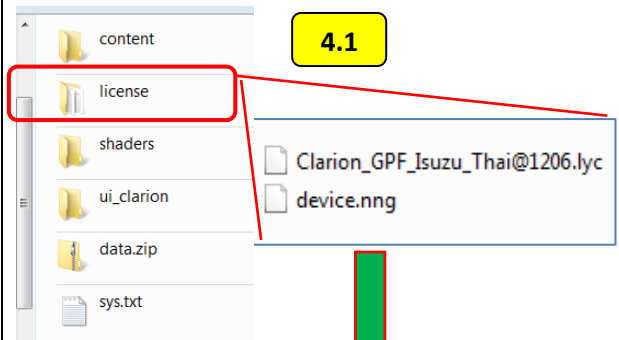 content
4.1
license
shaders
Clarion_GPF_Isuzu_Thai@1206.lyc
device.nng
ui_clarion
data.zip
sys.txt